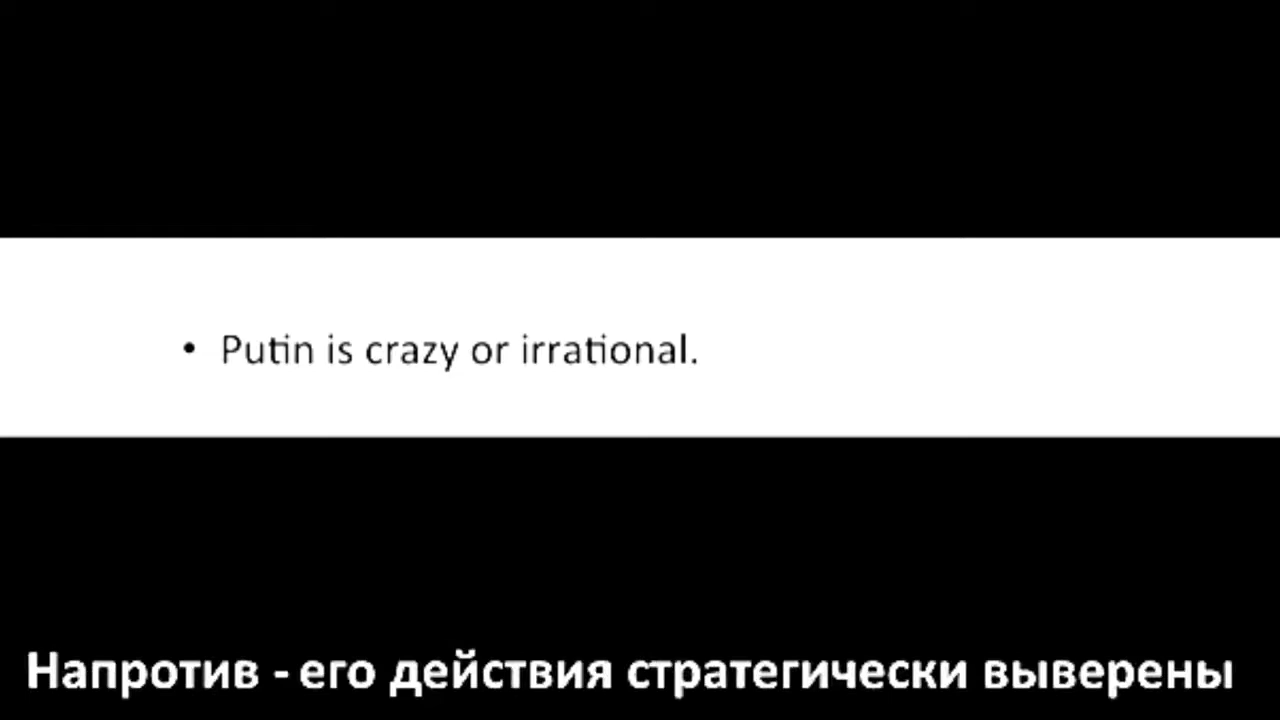 • Putin is crazy or irrational.
Напротив - его действия стратегически выверены